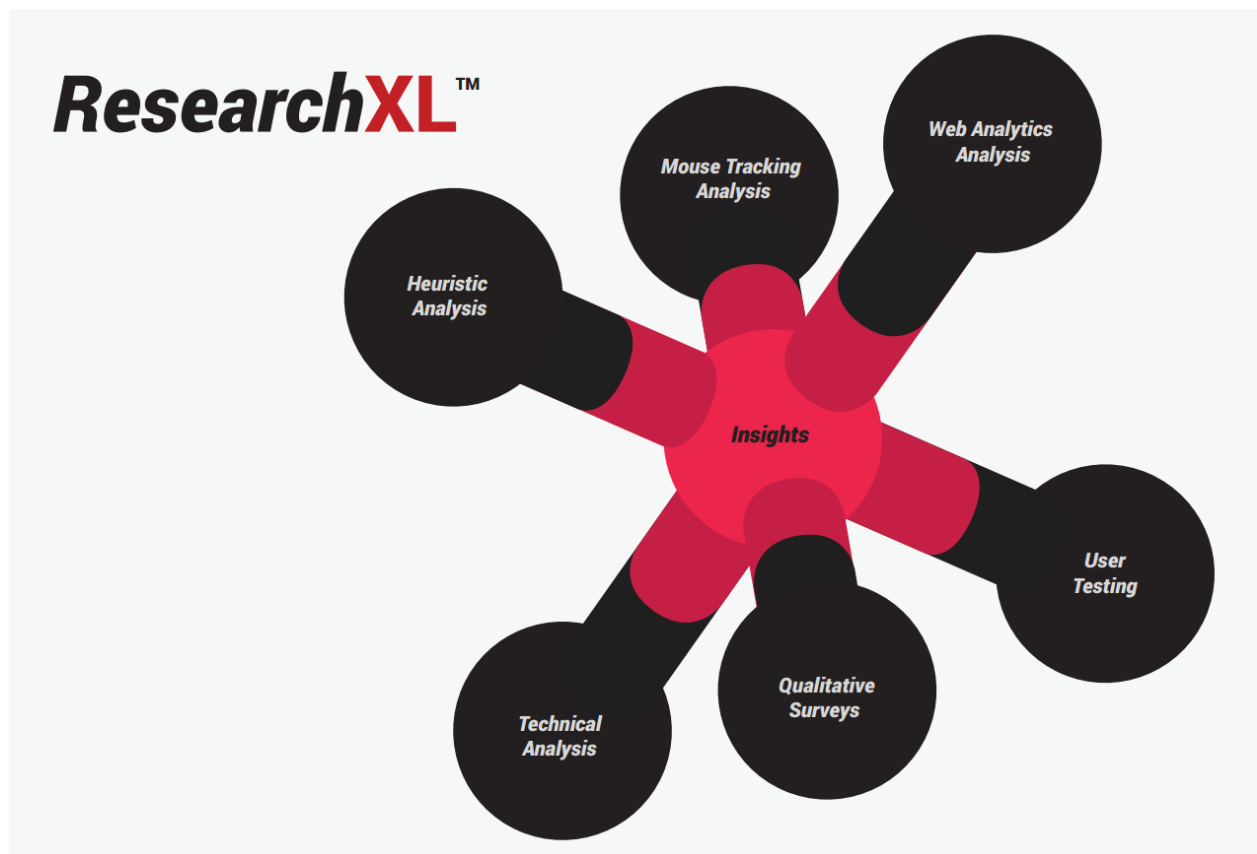 ResearchXL™
Web Analytics
Analysis
Mouse Tracking
Analysis
Heuristic
Analysis
Insights
User
Testing
Qualitative
Surveys
Technical
Analysis